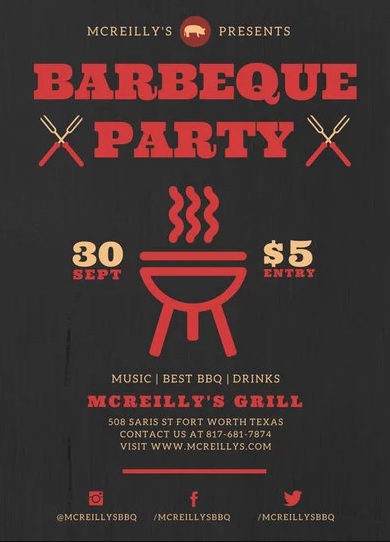 MCREILLY'S PRESENTS
BARBEQUE
PARTY
30 $5
SEPT ENTRY
MUSIC | BEST BBQ | DRINKS
MCREILLY'S GRILL
508 SARIS ST FORT WORTH TEXAS
CONTACT US AT 817-681-7874
VISIT WWW.MCREILLYS.COM
@MCREILLYSBBQ /MCREILLYSBBQ /MCREILLYSBBQ